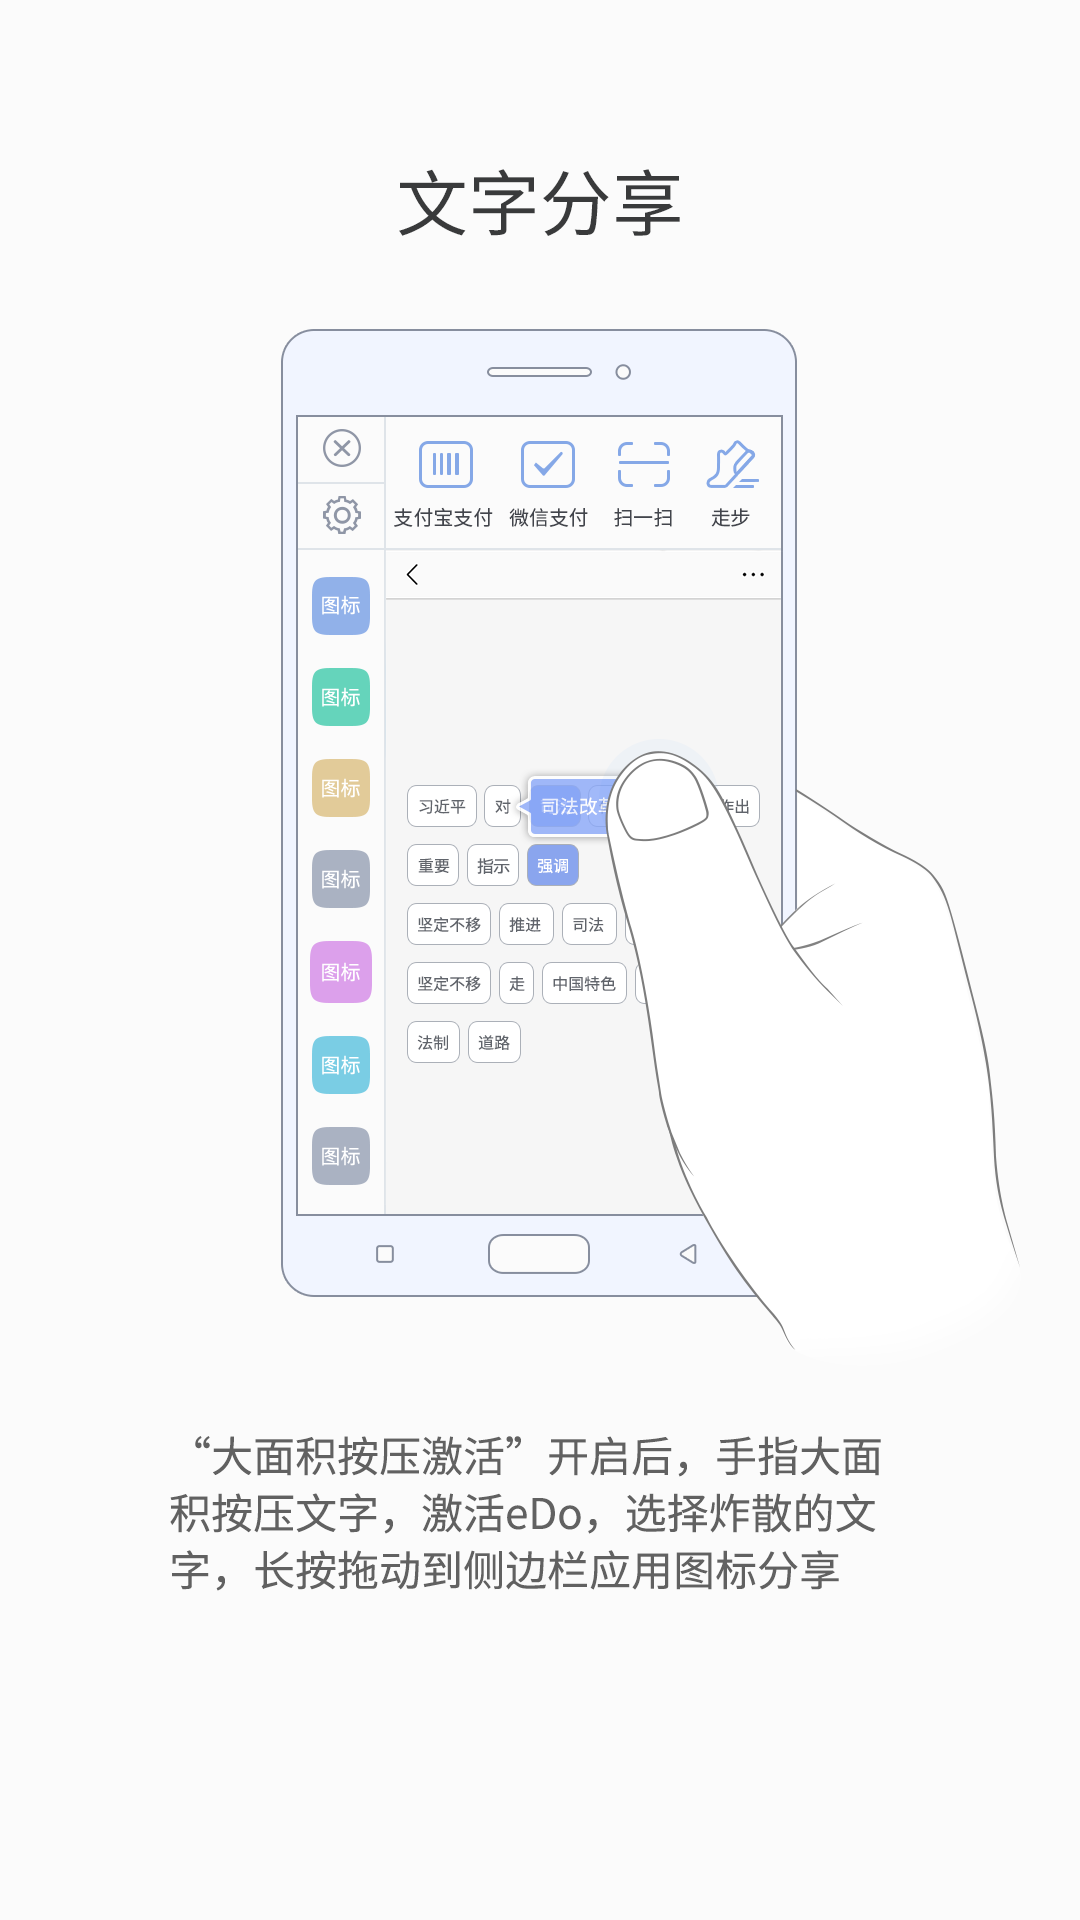 文字分享
支付宝支付 微信支付 扫一扫 走步
图标
图标
图标
图标
图标
图标
图标
习近平 对 司法改革 作出
重要 指示 强调
坚定不移 推进 司法
坚定不移 走 中国特色
法制 道路
“大面积按压激活”开启后，手指大面
积按压文字，激活eDo，选择炸散的文
字，长按拖动到侧边栏应用图标分享